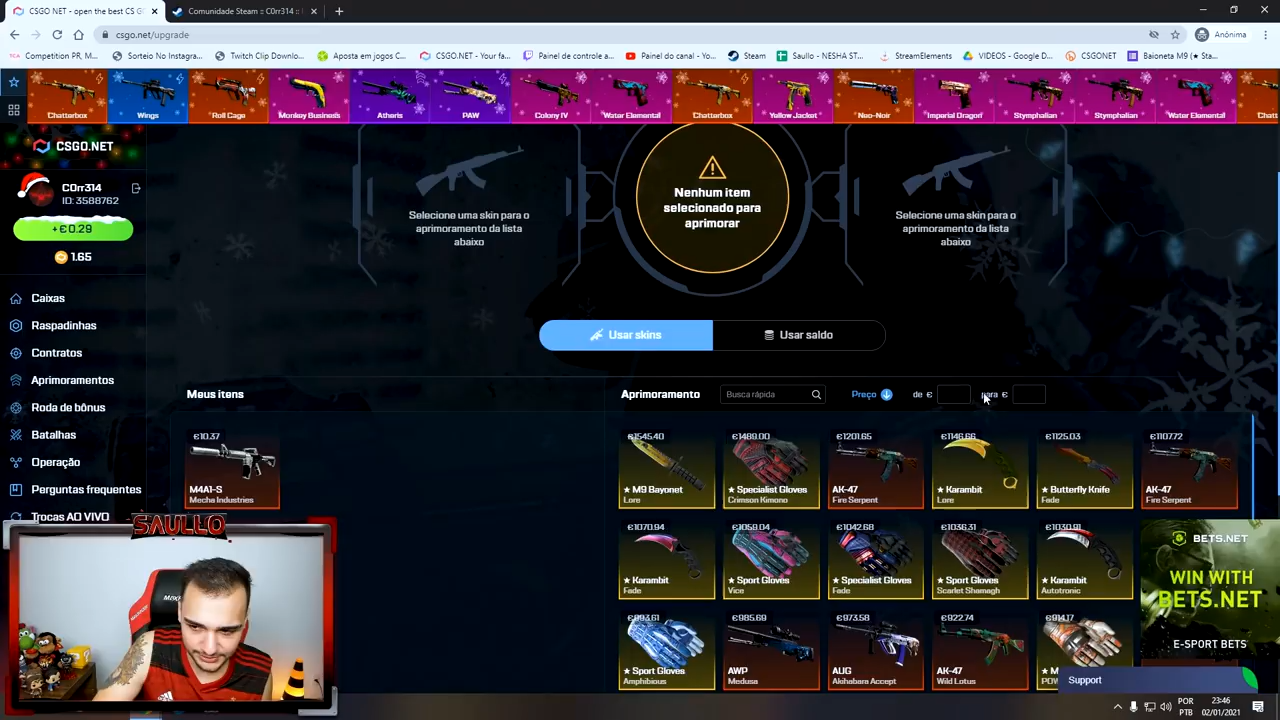 CSGO NET - open the best CS G
Comunidade Steam :: C0rr314 ::
csgo.net/upgrade
Anônima
Competition PR, M...
Sorteio No Instagra...
Twitch Clip Downlo...
Aposta em jogos C...
CSGO.NET - Your fa...
Painel de controle a...
Painel do canal - Yo...
Steam
Saullo - NESHA ST...
StreamElements
VIDEOS - Google D...
CSGONET
Baioneta M9 (★ Sta...
Chatterbox
Wings
Roll Cage
Monkey Business
Atheris
PAW
Colony IV
Water Elemental
Chatterbox
Yellow Jacket
Neo-Noir
Imperial Dragon
Stymphalian
Stymphalian
Water Elemental
Chatt
CSGO.NET
C0rr314
ID: 3588762
+ € 0.29
1.65
Caixas
Raspadinhas
Contratos
Aprimoramentos
Roda de bônus
Batalhas
Operação
Perguntas frequentes
Trocas AO VIVO
Selecione uma skin para o
aprimoramento da lista
abaixo
Nenhum item
selecionado para
aprimorar
Selecione uma skin para o
aprimoramento da lista
abaixo
Usar skins
Usar saldo
Meus itens
Aprimoramento
Busca rápida
Preço
de €
para €
€10.37
M4A1-S
Mecha Industries
€1545.40
★ M9 Bayonet
Lore
€1489.00
★ Specialist Gloves
Crimson Kimono
€1201.65
AK-47
Fire Serpent
€1146.66
★ Karambit
Lore
€1125.03
★ Butterfly Knife
Fade
€1107.72
AK-47
Fire Serpent
€1070.94
★ Karambit
Fade
€1059.04
★ Sport Gloves
Vice
€1042.68
★ Specialist Gloves
Fade
€1036.31
★ Sport Gloves
Scarlet Shamagh
€1030.91
★ Karambit
Autotronic
€993.61
★ Sport Gloves
Amphibious
€985.69
AWP
Medusa
€973.58
AUG
Akihabara Accept
€922.74
AK-47
Wild Lotus
€914.17
★ M
POW
BETS.NET
WIN WITH
BETS.NET
E-SPORT BETS
Support
SAULLO
POR
PTB
23:46
02/01/2021